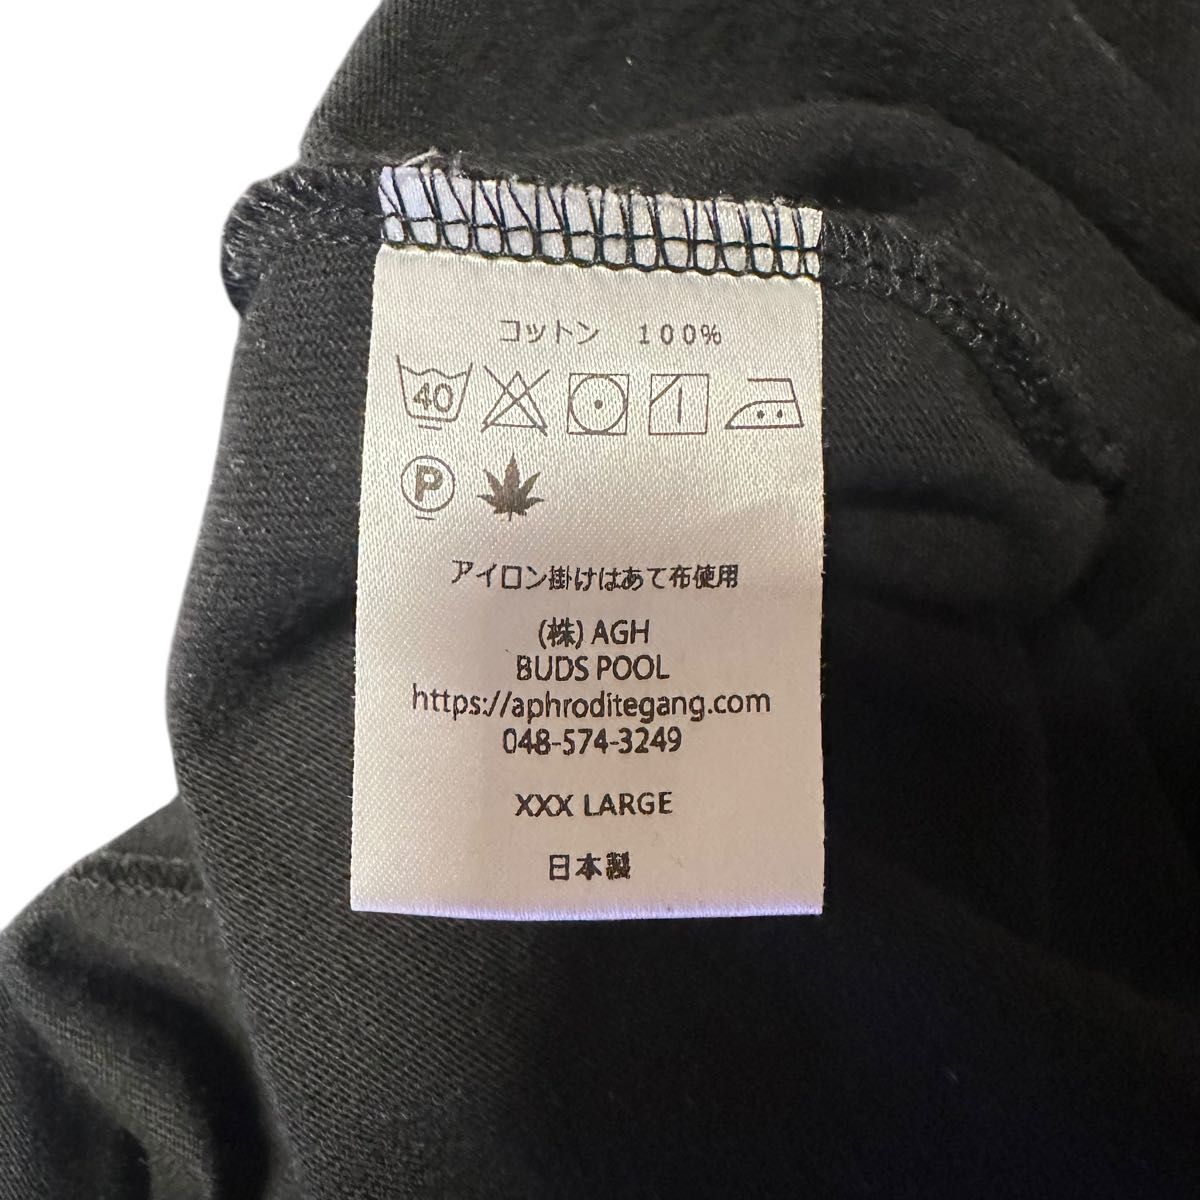 コットン　１００％
40
P
アイロン掛けはあて布使用
(株) AGH
BUDS POOL
https://aphroditegang.com
048-574-3249
XXX LARGE
日本製